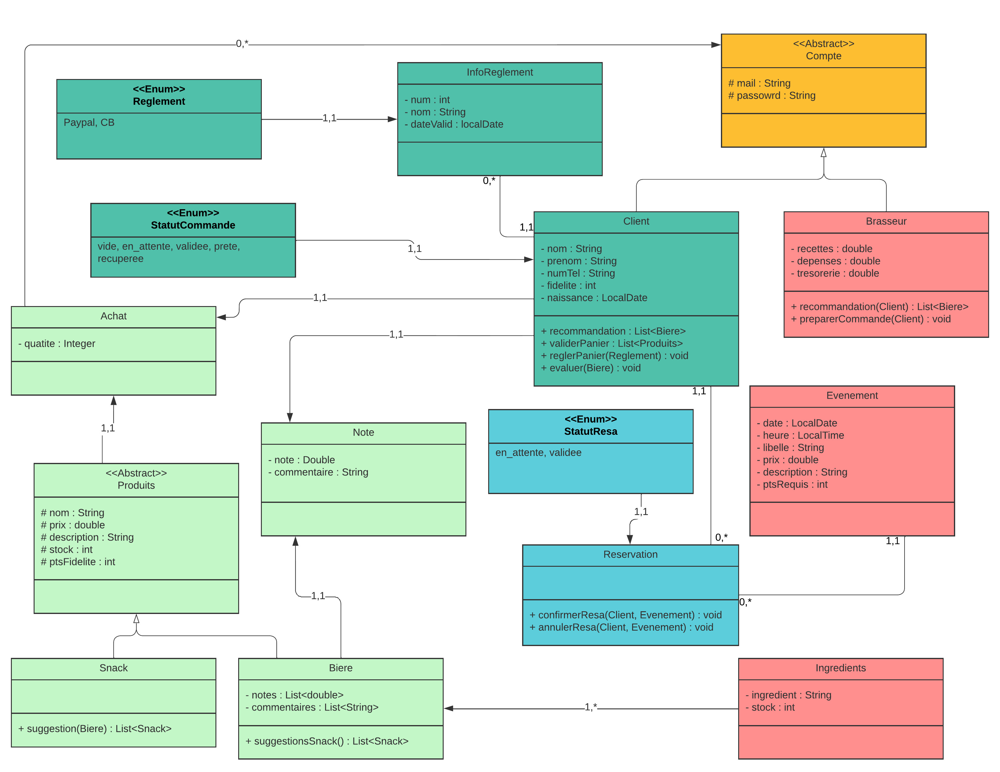 0,*
<<Abstract>>
Compte
# mail : String
# passowrd : String
InfoReglement
- num : int
- nom : String
- dateValid : localDate
<<Enum>>
Reglement
Paypal, CB
1,1
0,*
1,1
<<Enum>>
StatutCommande
vide, en_attente, validee, prete,
recuperee
1,1
Client
- nom : String
- prenom : String
- numTel : String
- fidelite : int
- naissance : LocalDate
+ recommandation : List<Biere>
+ validerPanier : List<Produits>
+ reglerPanier(Reglement) : void
+ evaluer(Biere) : void
Brasseur
- recettes : double
- depenses : double
- tresorerie : double
+ recommandation(Client) : List<Biere>
+ preparerCommande(Client) : void
1,1
Achat
- quatite : Integer
1,1
1,1
1,1
<<Enum>>
StatutResa
en_attente, validee
Evenement
- date : LocalDate
- heure : LocalTime
- libelle : String
- prix : double
- description : String
- ptsRequis : int
Note
- note : Double
- commentaire : String
<<Abstract>>
Produits
# nom : String
# prix : double
# description : String
# stock : int
# ptsFidelite : int
1,1
0,*
1,1
Reservation
+ confirmerResa(Client, Evenement) : void
+ annulerResa(Client, Evenement) : void
0,*
1,1
Snack
+ suggestion(Biere) : List<Snack>
Biere
- notes : List<double>
- commentaires : List<String>
+ suggestionsSnack() : List<Snack>
1,*
Ingredients
- ingredient : String
- stock : int